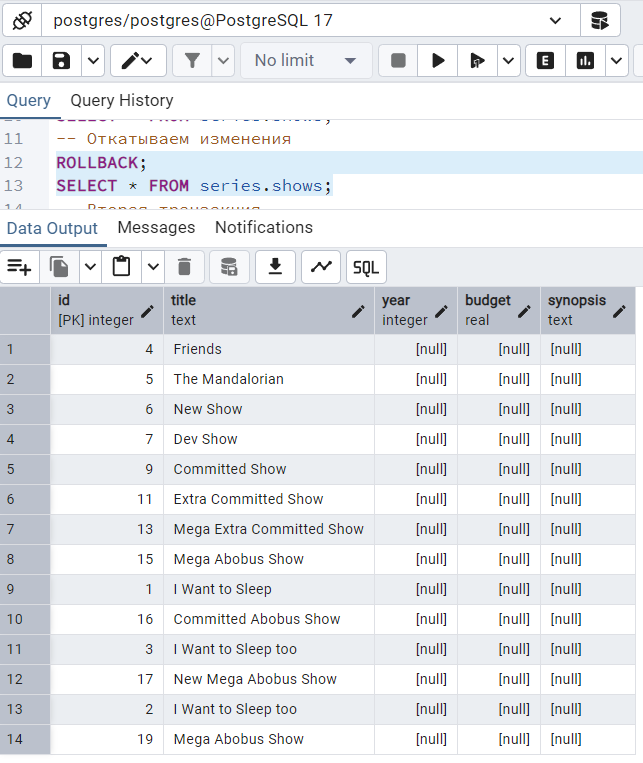 postgres/postgres@PostgreSQL 17
No limit
E
Query Query History
11 -- Откатываем изменения
12 ROLLBACK;
13 SELECT * FROM series.shows;
Data Output Messages Notifications
SQL
id title year budget synopsis
[PK] integer text integer real text
1 4 Friends [null] [null] [null]
2 5 The Mandalorian [null] [null] [null]
3 6 New Show [null] [null] [null]
4 7 Dev Show [null] [null] [null]
5 9 Committed Show [null] [null] [null]
6 11 Extra Committed Show [null] [null] [null]
7 13 Mega Extra Committed Show [null] [null] [null]
8 15 Mega Abobus Show [null] [null] [null]
9 1 I Want to Sleep [null] [null] [null]
10 16 Committed Abobus Show [null] [null] [null]
11 3 I Want to Sleep too [null] [null] [null]
12 17 New Mega Abobus Show [null] [null] [null]
13 2 I Want to Sleep too [null] [null] [null]
14 19 Mega Abobus Show [null] [null] [null]